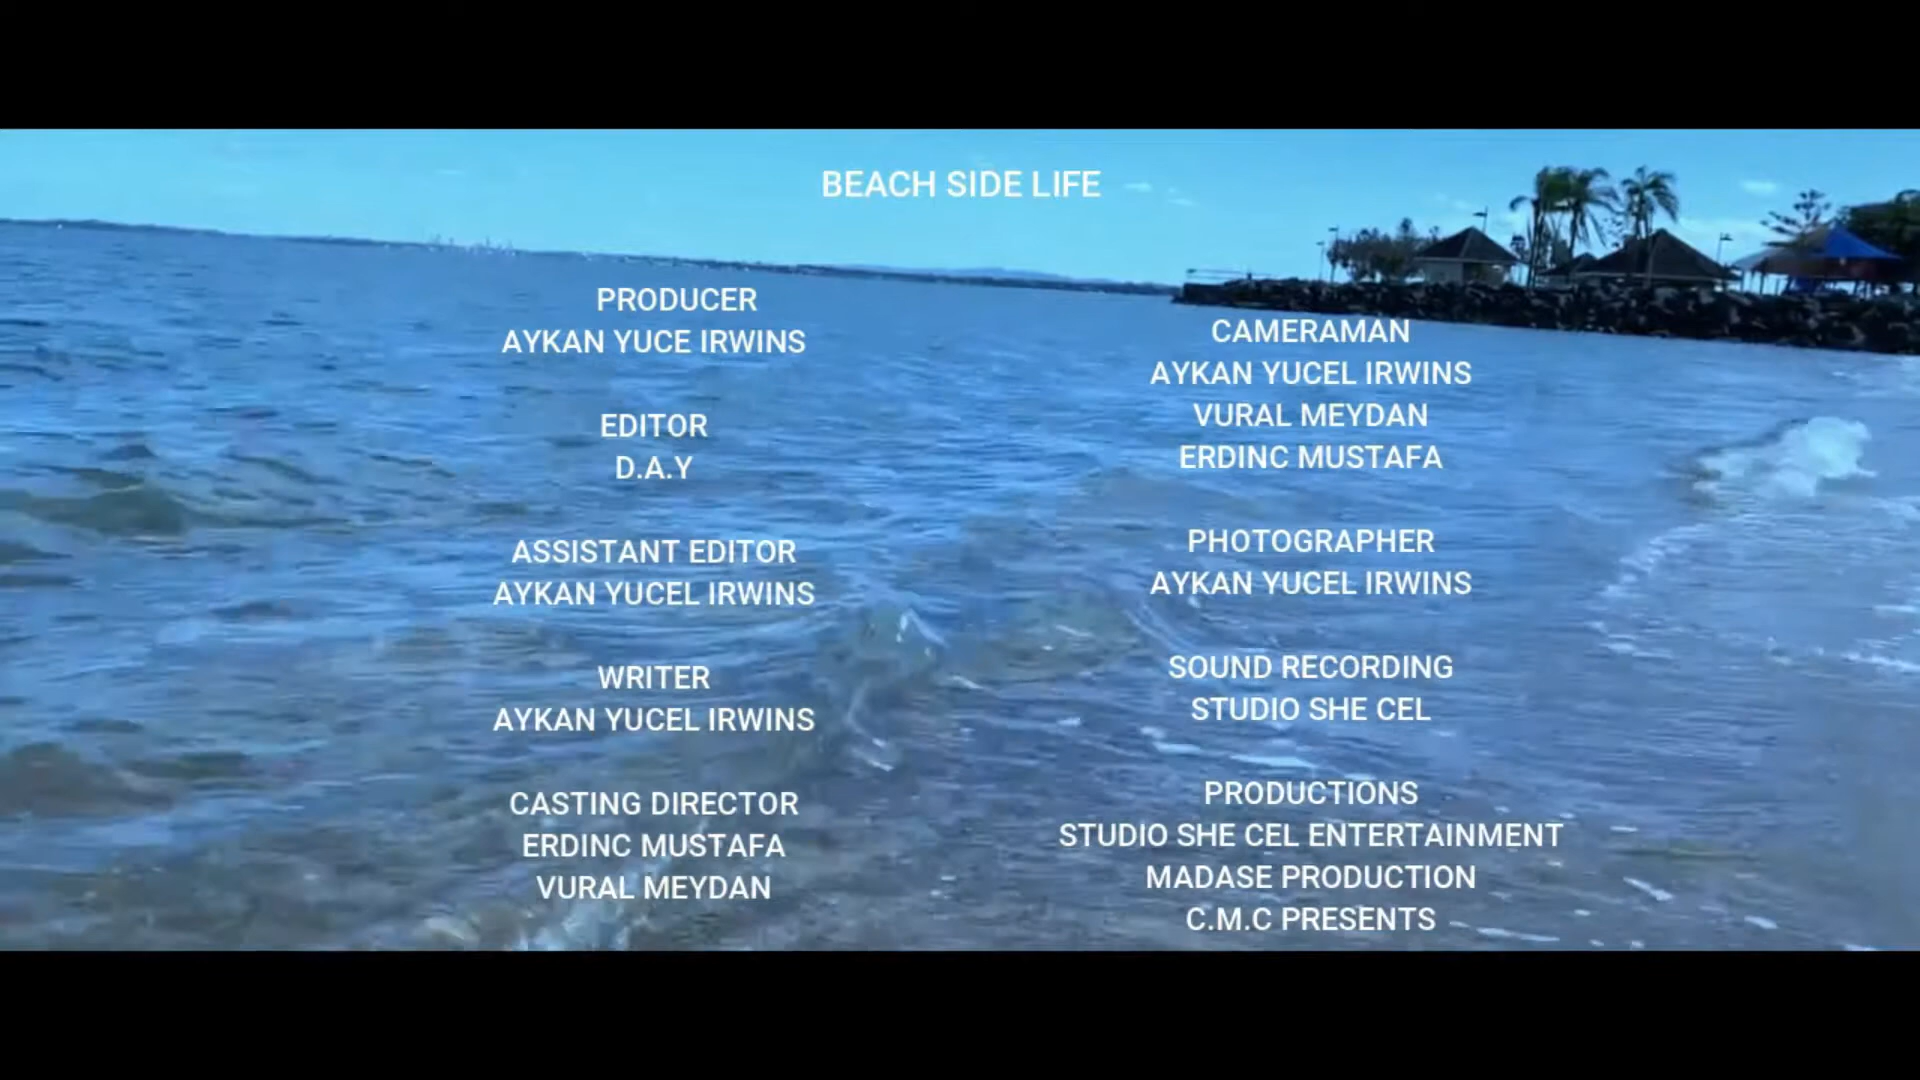 BEACH SIDE LIFE
PRODUCER
AYKAN YUCE IRWINS
EDITOR
D.A.Y
ASSISTANT EDITOR
AYKAN YUCEL IRWINS
WRITER
AYKAN YUCEL IRWINS
CASTING DIRECTOR
ERDINC MUSTAFA
VURAL MEYDAN
CAMERAMAN
AYKAN YUCEL IRWINS
VURAL MEYDAN
ERDINC MUSTAFA
PHOTOGRAPHER
AYKAN YUCEL IRWINS
SOUND RECORDING
STUDIO SHE CEL
PRODUCTIONS
STUDIO SHE CEL ENTERTAINMENT
MADASE PRODUCTION
C.M.C PRESENTS